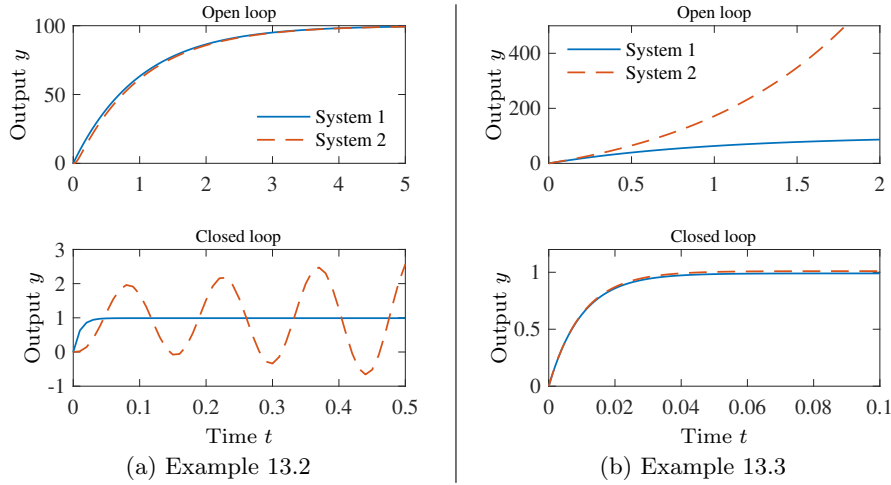 Open loop
100
50
0
Output y
System 1
System 2
0 1 2 3 4 5
Closed loop
3
2
1
0
-1
Output y
0 0.1 0.2 0.3 0.4 0.5
Time t
(a) Example 13.2
Open loop
400
200
0
Output y
System 1
System 2
0 0.5 1 1.5 2
Closed loop
1
0.5
0
Output y
0 0.02 0.04 0.06 0.08 0.1
Time t
(b) Example 13.3